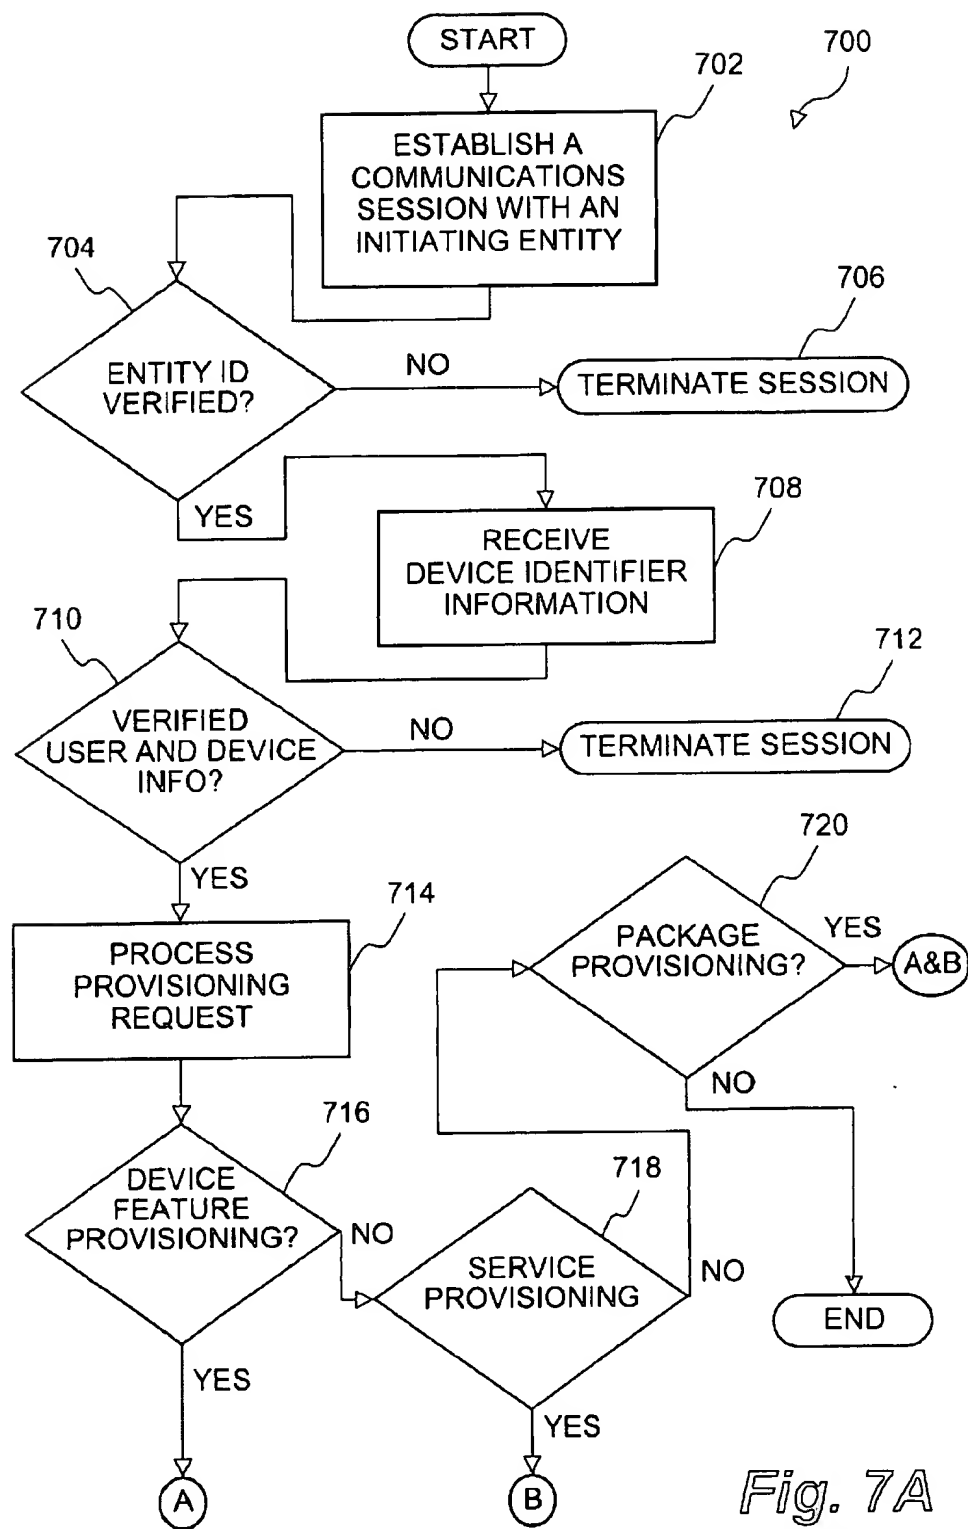 START
700
702
ESTABLISH A
COMMUNICATIONS
SESSION WITH AN
INITIATING ENTITY
704
706
ENTITY ID
VERIFIED?
NO
TERMINATE SESSION
YES
708
RECEIVE
DEVICE IDENTIFIER
INFORMATION
710
712
VERIFIED
USER AND DEVICE
INFO?
NO
TERMINATE SESSION
YES
714
PROCESS
PROVISIONING
REQUEST
720
PACKAGE
PROVISIONING?
YES
A&B
NO
716
DEVICE
FEATURE
PROVISIONING?
NO
718
SERVICE
PROVISIONING
NO
END
YES
YES
A
B
Fig. 7A